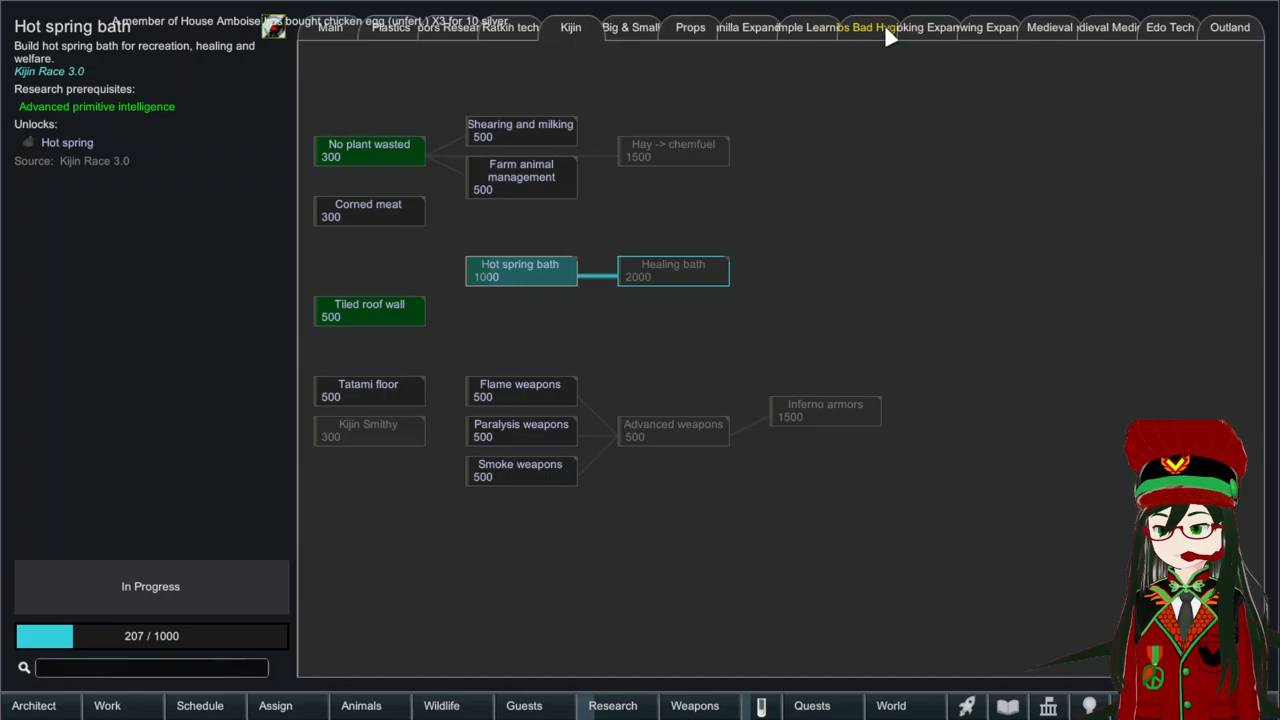 A member of House Amboise has bought chicken egg (unfert.) X3 for 10 silver
Hot spring bath
Build hot spring bath for recreation, healing and
welfare.
Kijin Race 3.0
Research prerequisites:
Advanced primitive intelligence
Unlocks:
Hot spring
Source: Kijin Race 3.0
In Progress
207 / 1000
Main
Plastics
Ratkin tech
Kijin
Big & Small
Props
Bad
Medieval
Edo Tech
Outland
No plant wasted
300
Shearing and milking
500
Hay -> chemfuel
1500
Farm animal
management
500
Corned meat
300
Hot spring bath
1000
Healing bath
2000
Tiled roof wall
500
Tatami floor
500
Flame weapons
500
Inferno armors
1500
Kijin Smithy
300
Paralysis weapons
500
Advanced weapons
500
Smoke weapons
500
Architect
Work
Schedule
Assign
Animals
Wildlife
Guests
Research
Weapons
Quests
World